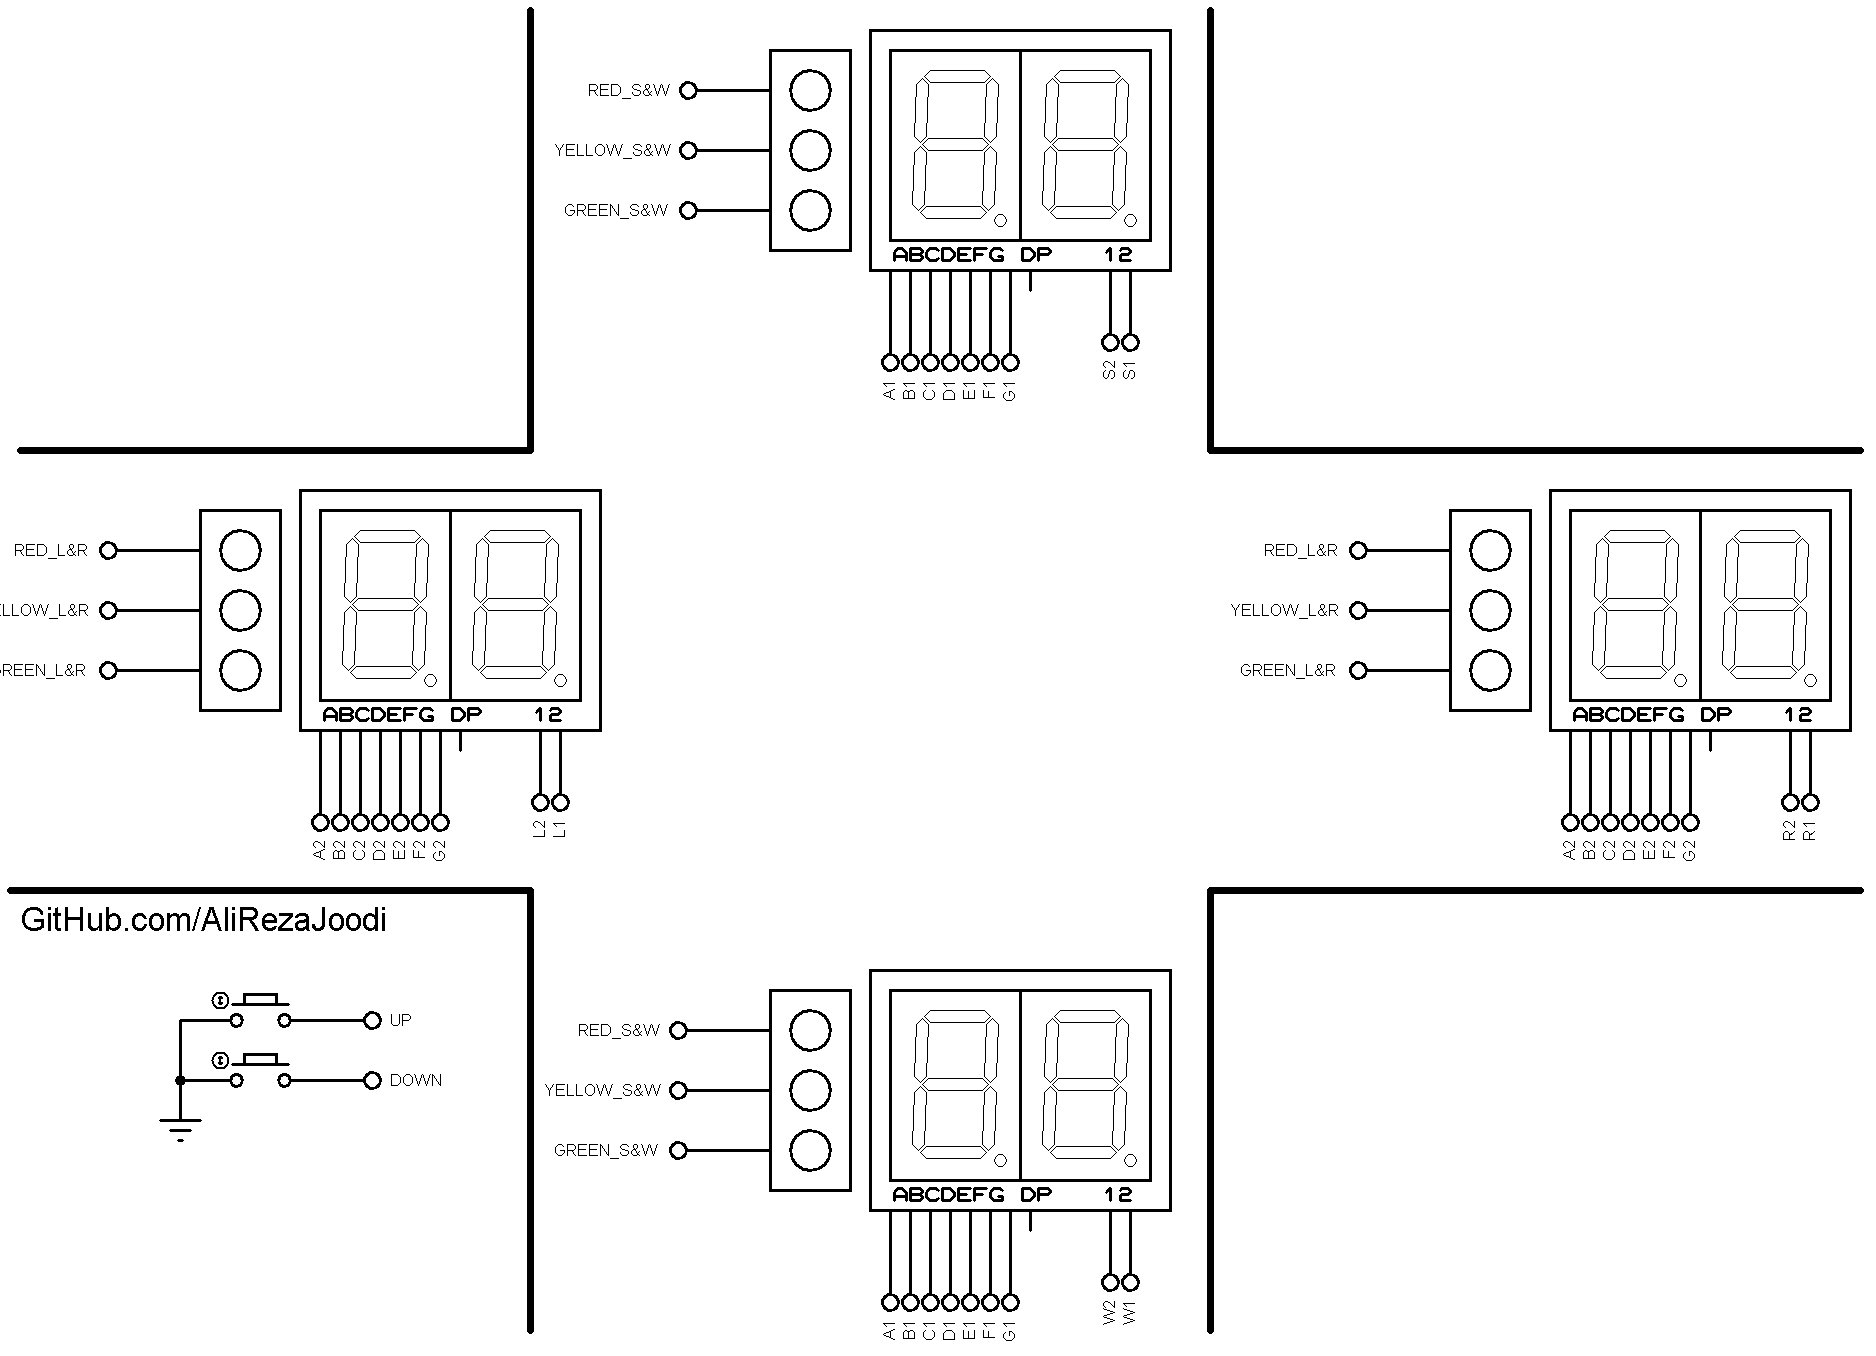 RED_S&W
YELLOW_S&W
GREEN_S&W
ABCDEFG DP 12
A1 B1 C1 D1 E1 F1 G1 S2 S1
RED_L&R
ELLOW_L&R
GREEN_L&R
ABCDEFG DP 12
A2 B2 C2 D2 E2 F2 G2 L2 L1
RED_L&R
YELLOW_L&R
GREEN_L&R
ABCDEFG DP 12
A2 B2 C2 D2 E2 F2 G2 R2 R1
GitHub.com/AliRezaJoodi
UP
DOWN
RED_S&W
YELLOW_S&W
GREEN_S&W
ABCDEFG DP 12
A1 B1 C1 D1 E1 F1 G1 W2 W1